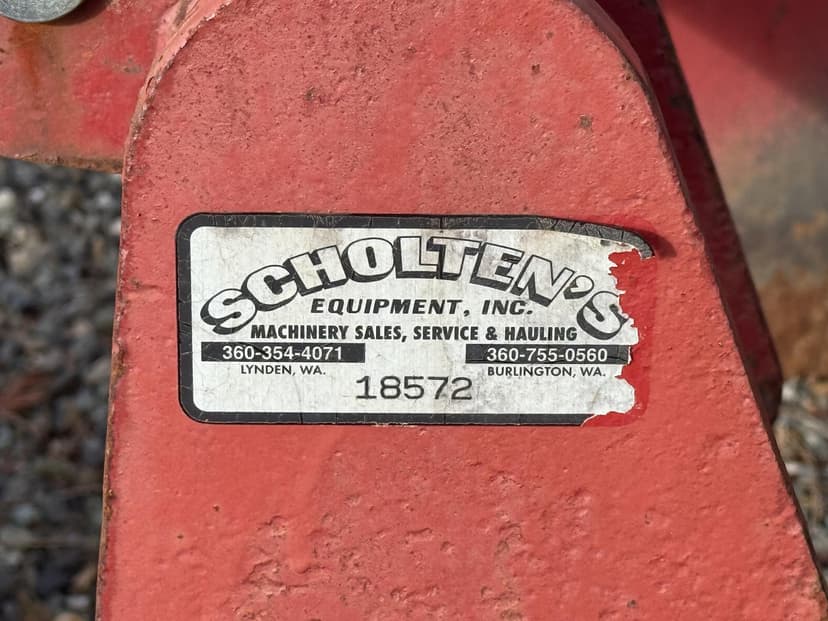 SCHOLTEN'S
EQUIPMENT, INC.
MACHINERY SALES, SERVICE & HAULING
360-354-4071 360-755-0560
LYNDEN, WA. BURLINGTON, WA.
18572